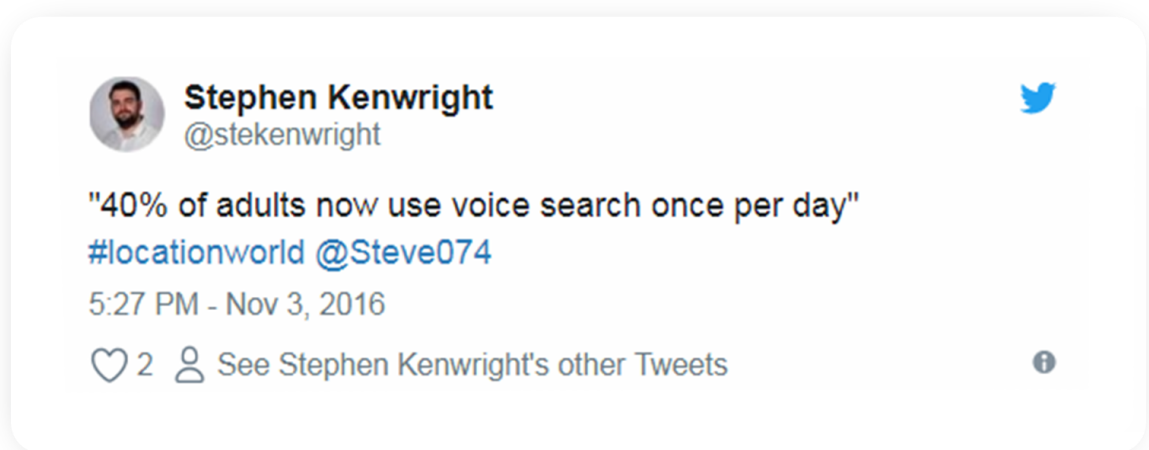 Stephen Kenwright
@stekenwright
"40% of adults now use voice search once per day"
#locationworld @Steve074
5:27 PM - Nov 3, 2016
2 See Stephen Kenwright's other Tweets